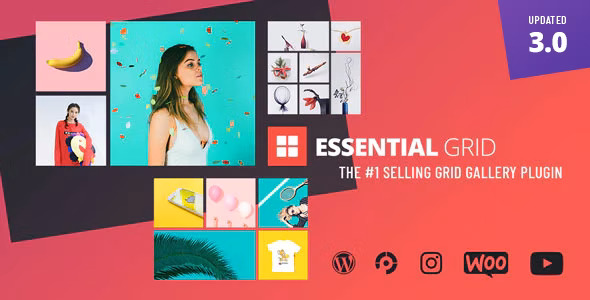 UPDATED
3.0
ESSENTIAL GRID
THE #1 SELLING GRID GALLERY PLUGIN
WOO